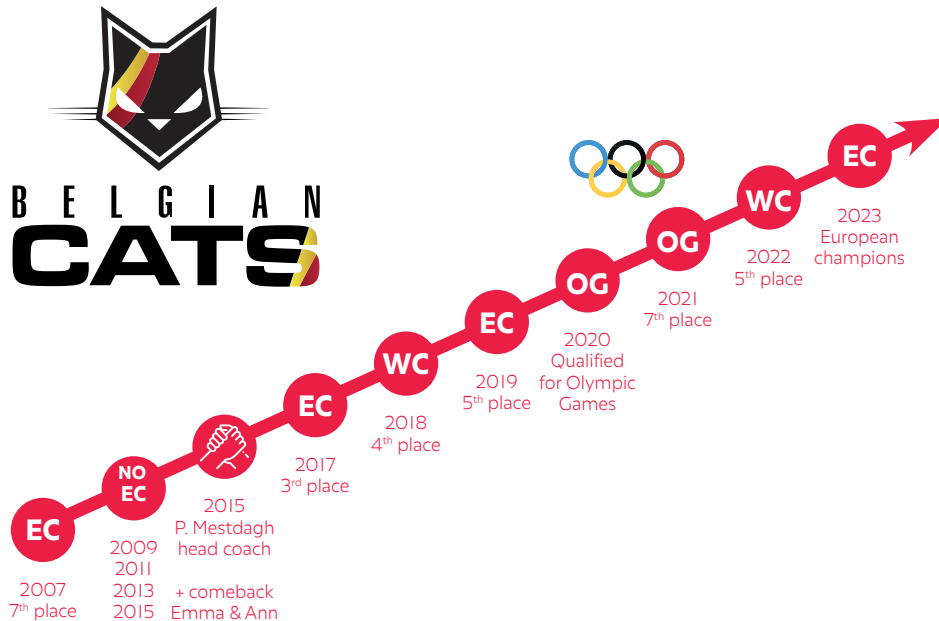 BELGIAN
CATS
EC
2007
7th place
NO
EC
2009
2011
2013
2015
2015
P. Mestdagh
head coach
+ comeback
Emma & Ann
EC
2017
3rd place
WC
2018
4th place
EC
2019
5th place
OG
2020
Qualified
for Olympic
Games
OG
2021
7th place
WC
2022
5th place
EC
2023
European
champions